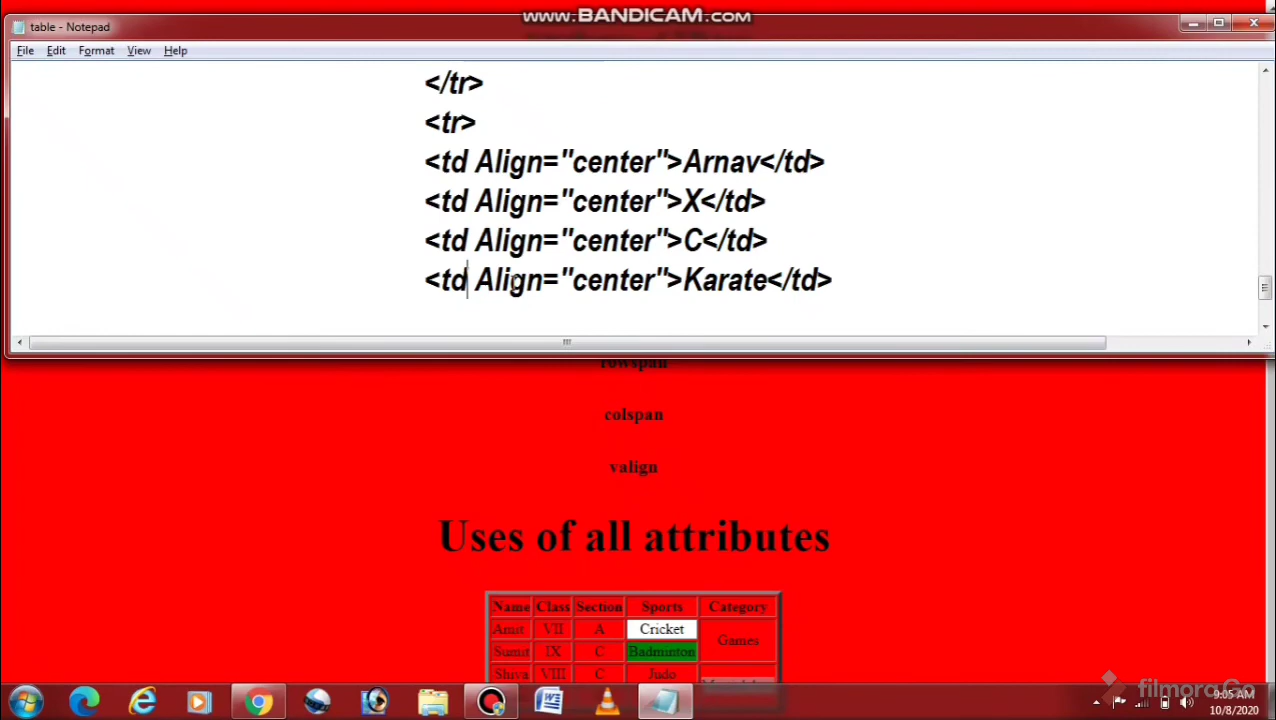 www.BANDICAM.com
table - Notepad
File Edit Format View Help
</tr>
<tr>
<td Align="center">Arnav</td>
<td Align="center">X</td>
<td Align="center">C</td>
<td Align="center">Karate</td>
rowspan
colspan
valign
Uses of all attributes
Name Class Section Sports Category
Amit VII A Cricket Games
Sumit IX C Badminton
Shiva VIII C Judo
filmoraGo
9:05 AM
10/8/2020